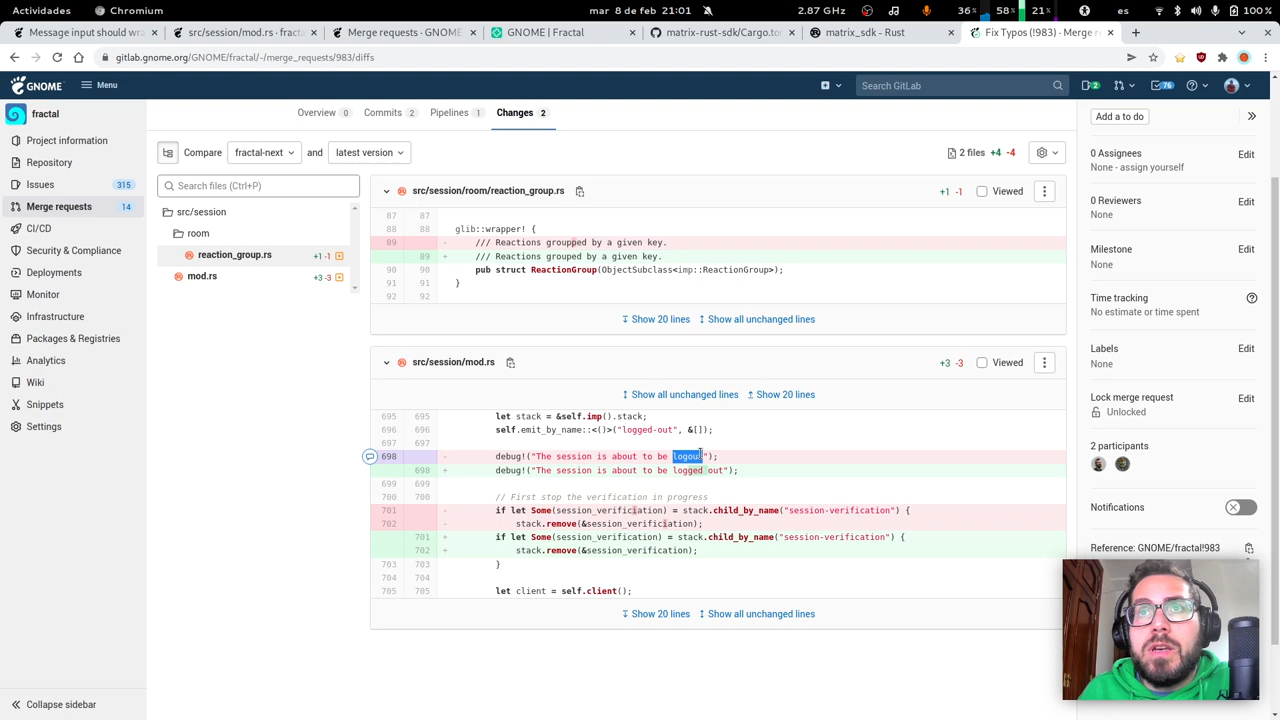 Actividades
Chromium
mar 8 de feb 21:01
2.87 GHz
36%
58%
21%
es
100 %
Message input should wra
src/session/mod.rs · fracta
Merge requests · GNOME
GNOME | Fractal
matrix-rust-sdk/Cargo.tom
matrix_sdk - Rust
Fix Typos (!983) · Merge re
gitlab.gnome.org/GNOME/fractal/-/merge_requests/983/diffs
GNOME
Menu
Search GitLab
2
76
fractal
Project information
Repository
Issues 315
Merge requests 14
CI/CD
Security & Compliance
Deployments
Monitor
Infrastructure
Packages & Registries
Analytics
Wiki
Snippets
Settings
Collapse sidebar
Overview 0
Commits 2
Pipelines 1
Changes 2
Compare fractal-next and latest version
2 files +4 -4
Search files (Ctrl+P)
src/session
room
reaction_group.rs +1 -1
mod.rs +3 -3
src/session/room/reaction_group.rs
+1 -1 Viewed
87 87
88 88 glib::wrapper! {
89 - /// Reactions groupped by a given key.
89 + /// Reactions grouped by a given key.
90 90 pub struct ReactionGroup(ObjectSubclass<imp::ReactionGroup>);
91 91 }
92 92
Show 20 lines Show all unchanged lines
src/session/mod.rs
+3 -3 Viewed
Show all unchanged lines Show 20 lines
695 695 let stack = &self.imp().stack;
696 696 self.emit_by_name::<()>("logged-out", &[]);
697 697
698 - debug!("The session is about to be logout");
698 + debug!("The session is about to be logged out");
699 699
700 700 // First stop the verification in progress
701 - if let Some(session_verificiation) = stack.child_by_name("session-verification") {
702 - stack.remove(&session_verificiation);
701 + if let Some(session_verification) = stack.child_by_name("session-verification") {
702 + stack.remove(&session_verification);
703 703 }
704 704
705 705 let client = self.client();
Show 20 lines Show all unchanged lines
Add a to do
0 Assignees Edit
None - assign yourself
0 Reviewers Edit
None
Milestone Edit
None
Time tracking
No estimate or time spent
Labels Edit
None
Lock merge request Edit
Unlocked
2 participants
Notifications
Reference: GNOME/fractal!983